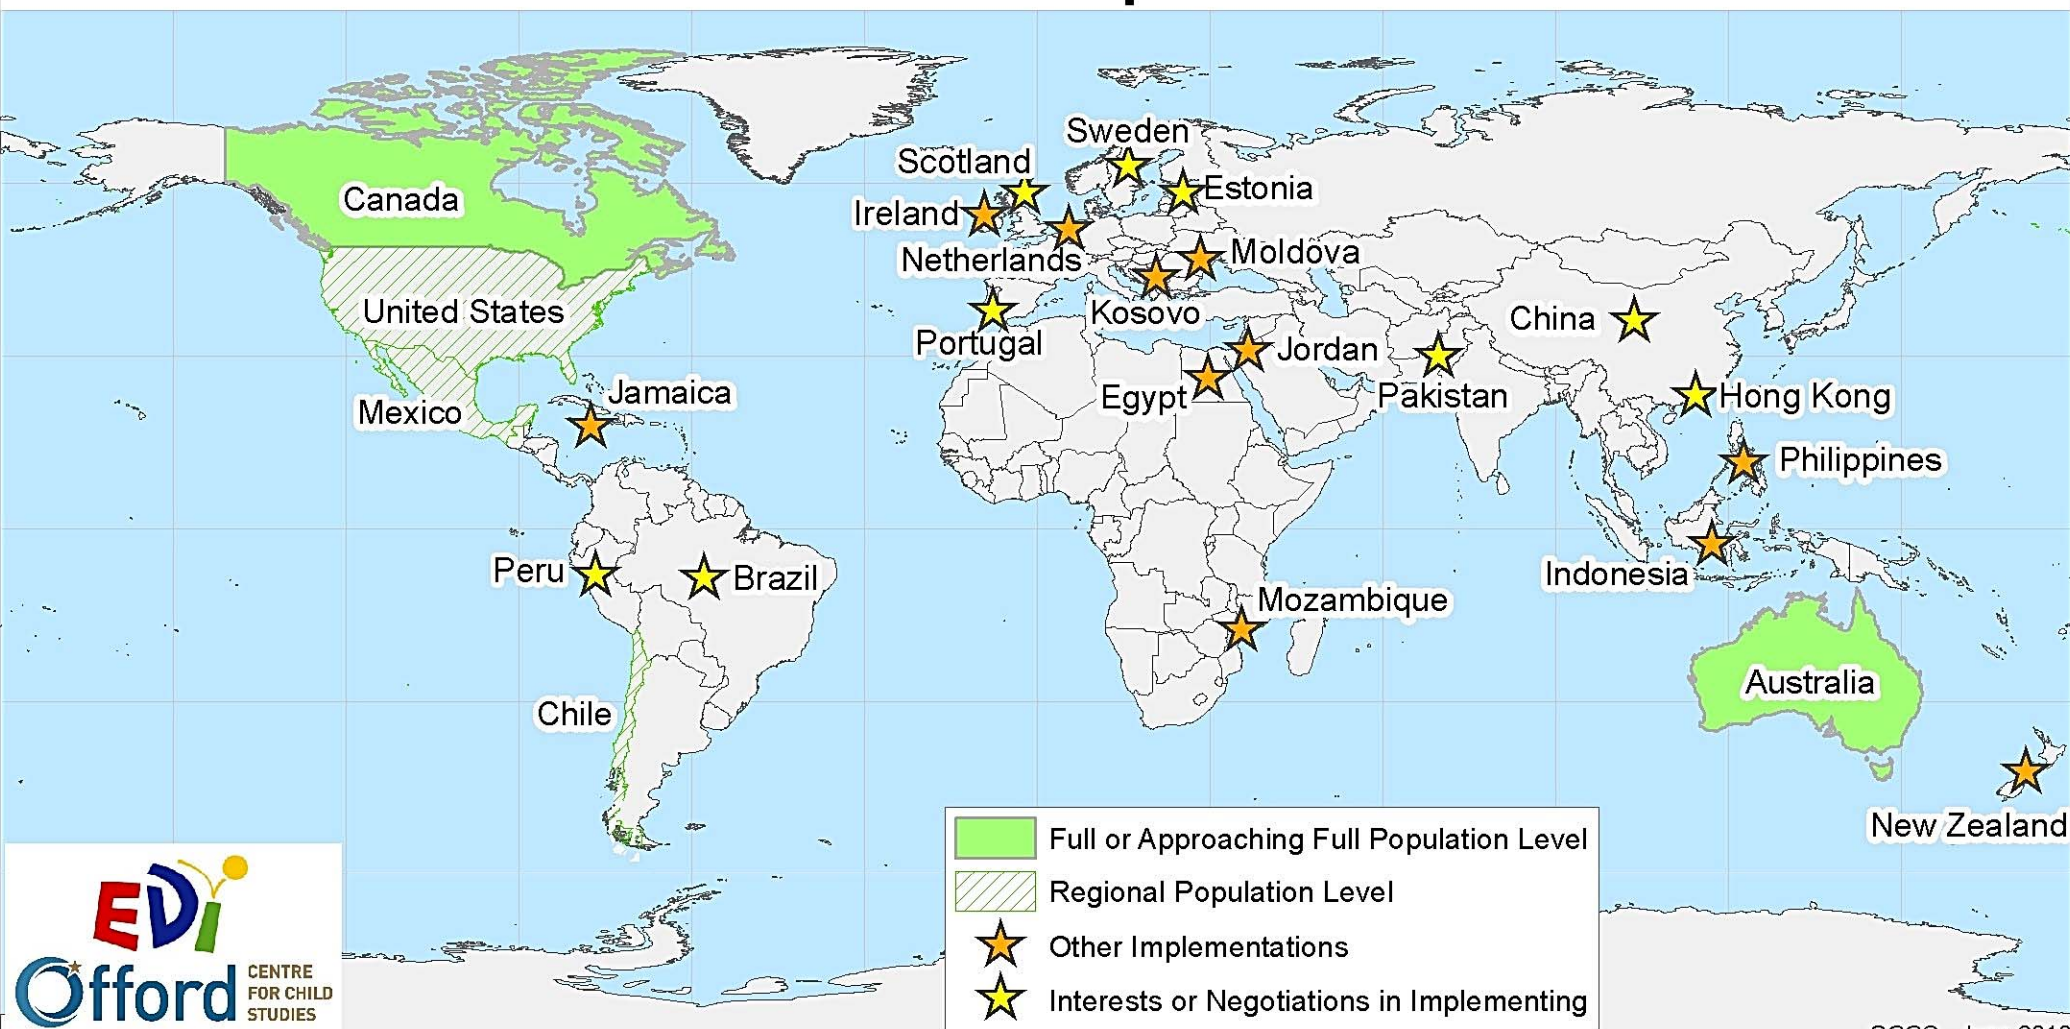 Sweden
Scotland
Estonia
Canada
Ireland
Netherlands
Moldova
United States
Kosovo
China
Portugal
Jordan
Jamaica
Egypt
Pakistan
Hong Kong
Mexico
Philippines
Peru
Brazil
Indonesia
Mozambique
Australia
Chile
New Zealand
Full or Approaching Full Population Level
Regional Population Level
Other Implementations
Interests or Negotiations in Implementing
EDi
Offord
CENTRE
FOR CHILD
STUDIES